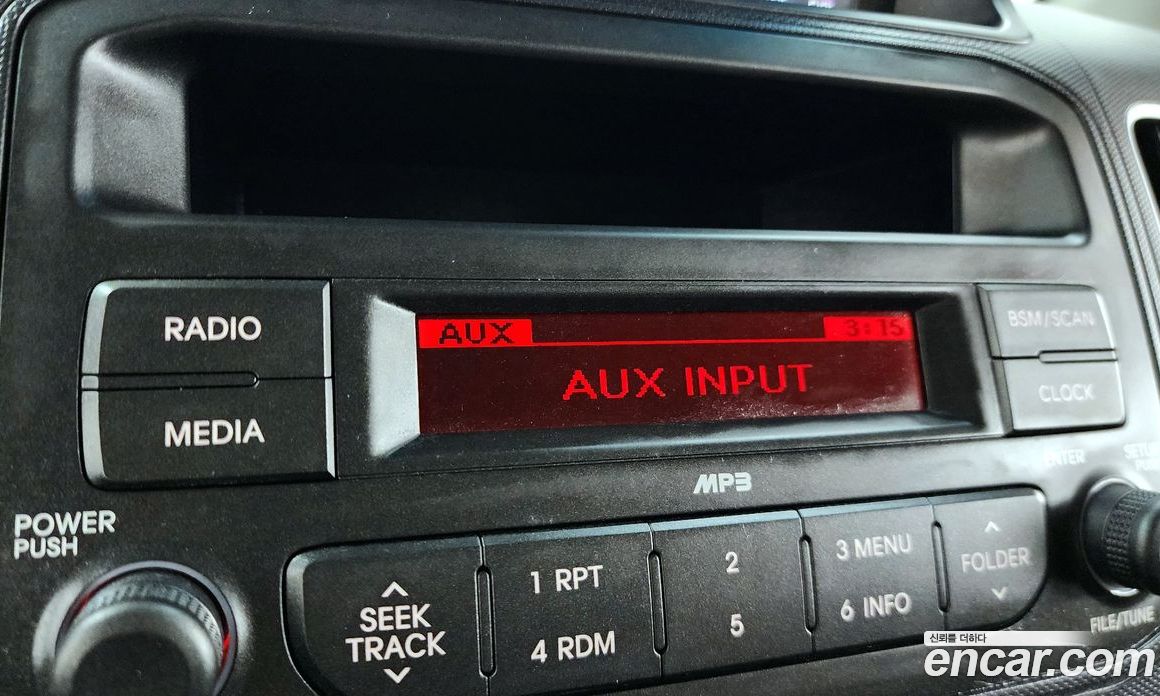 RADIO
MEDIA
AUX
3:15
AUX INPUT
BSM/SCAN
CLOCK
MP3
ENTER
POWER
PUSH
SEEK
TRACK
1 RPT
4 RDM
2
5
3 MENU
6 INFO
FOLDER
FILE/TUNE
신뢰를 더하다
encar.com